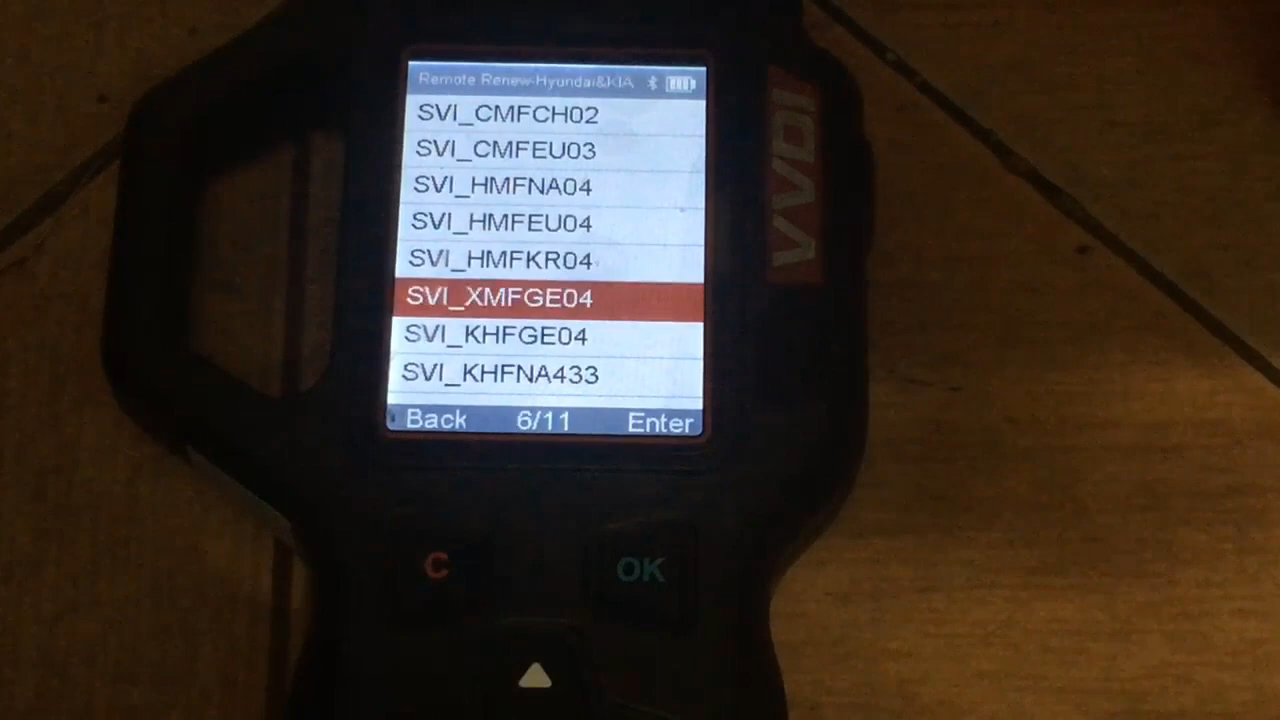 Remote Renew-Hyundai&KIA
SVI_CMFCH02
SVI_CMFEU03
SVI_HMFNA04
SVI_HMFEU04
SVI_HMFKR04
SVI_XMFGE04
SVI_KHFGE04
SVI_KHFNA433
Back 6/11 Enter
VVDI
C OK